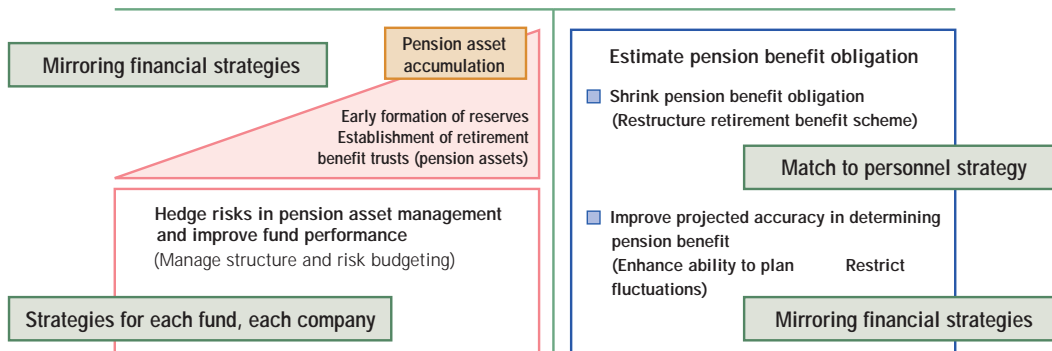 Mirroring financial strategies
Pension asset
accumulation
Early formation of reserves
Establishment of retirement
benefit trusts (pension assets)
Hedge risks in pension asset management
and improve fund performance
(Manage structure and risk budgeting)
Strategies for each fund, each company
Estimate pension benefit obligation
Shrink pension benefit obligation
(Restructure retirement benefit scheme)
Match to personnel strategy
Improve projected accuracy in determining
pension benefit
(Enhance ability to plan Restrict
fluctuations)
Mirroring financial strategies